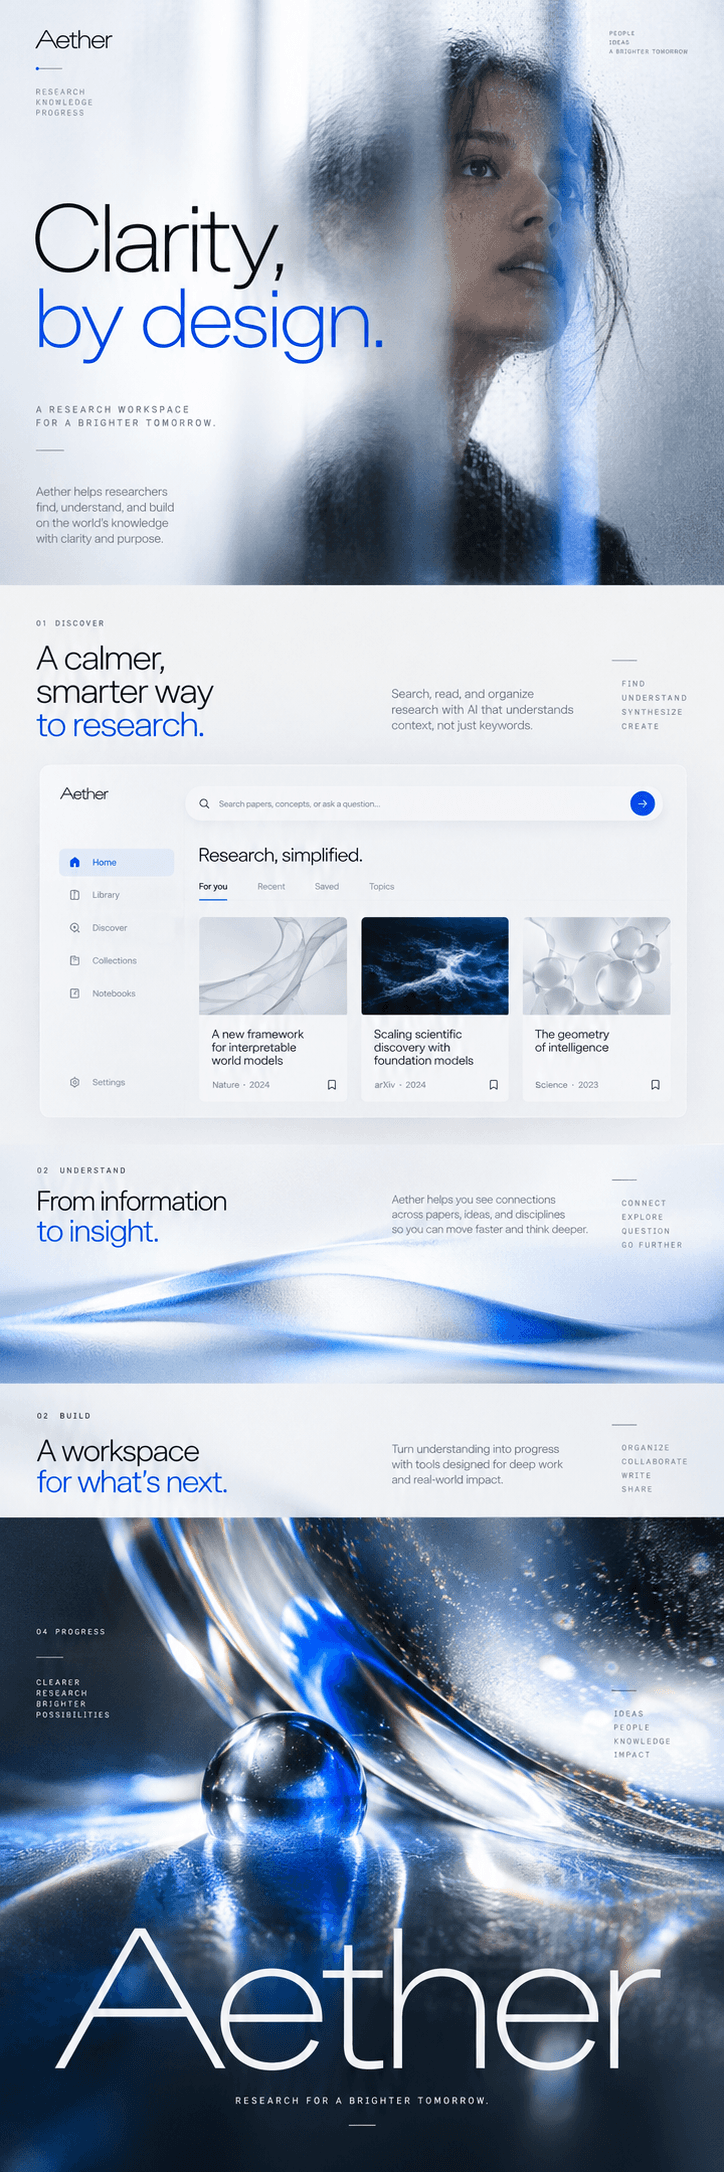 Aether
PEOPLE
IDEAS
A BRIGHTER TOMORROW
RESEARCH
KNOWLEDGE
PROGRESS
Clarity,
by design.
A RESEARCH WORKSPACE
FOR A BRIGHTER TOMORROW.
Aether helps researchers
find, understand, and build
on the world's knowledge
with clarity and purpose.
01 DISCOVER
A calmer,
smarter way
to research.
Search, read, and organize
research with AI that understands
context, not just keywords.
FIND
UNDERSTAND
SYNTHESIZE
CREATE
Aether
Search papers, concepts, or ask a question...
Home
Library
Discover
Collections
Notebooks
Settings
Research, simplified.
For you Recent Saved Topics
A new framework
for interpretable
world models
Nature · 2024
Scaling scientific
discovery with
foundation models
arXiv · 2024
The geometry
of intelligence
Science · 2023
02 UNDERSTAND
From information
to insight.
Aether helps you see connections
across papers, ideas, and disciplines
so you can move faster and think deeper.
CONNECT
EXPLORE
QUESTION
GO FURTHER
02 BUILD
A workspace
for what's next.
Turn understanding into progress
with tools designed for deep work
and real-world impact.
ORGANIZE
COLLABORATE
WRITE
SHARE
04 PROGRESS
CLEARER
RESEARCH
BRIGHTER
POSSIBILITIES
IDEAS
PEOPLE
KNOWLEDGE
IMPACT
Aether
RESEARCH FOR A BRIGHTER TOMORROW.